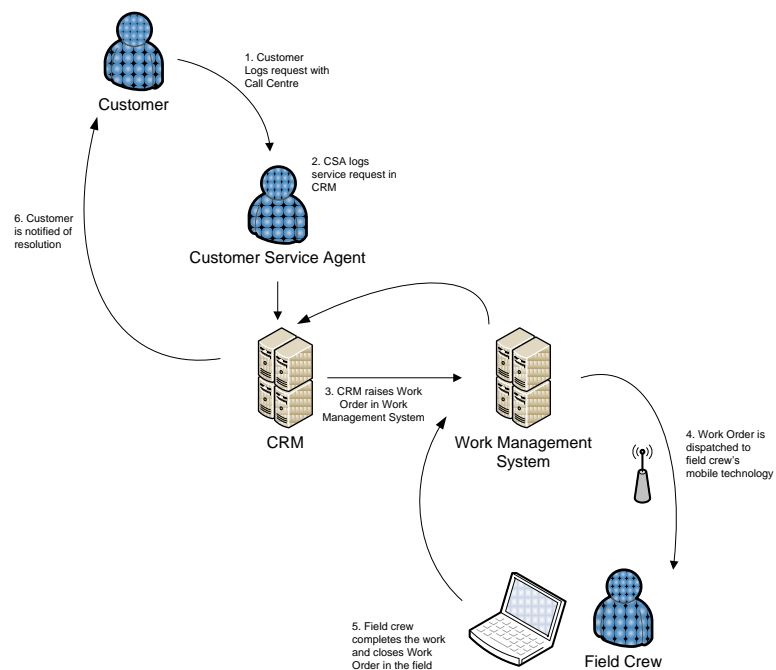 1. Customer
Logs request with
Call Centre
Customer
2. CSA logs
service request in
CRM
6. Customer
is notified of
resolution
Customer Service Agent
3. CRM raises Work
Order in Work
Management System
CRM
Work Management
System
4. Work Order is
dispatched to
field crew's
mobile technology
5. Field crew
completes the work
and closes Work
Order in the field
Field Crew